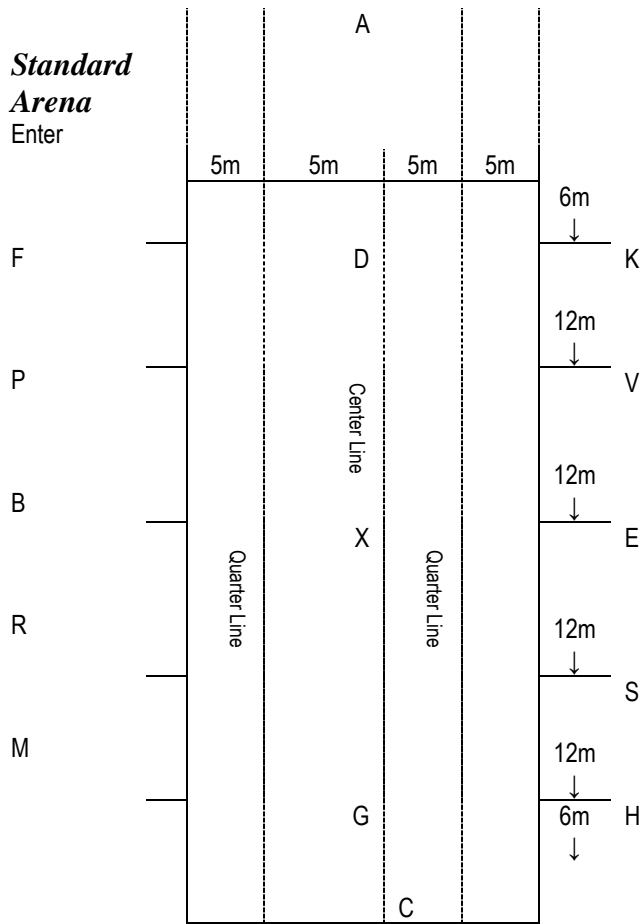 A
Standard
Arena
Enter
5m 5m 5m 5m
6m
↓
F D K
12m
↓
P V
Center Line
12m
↓
B
X E
Quarter Line Quarter Line
R
12m
↓
S
M
12m
↓
G 6m H
↓
C